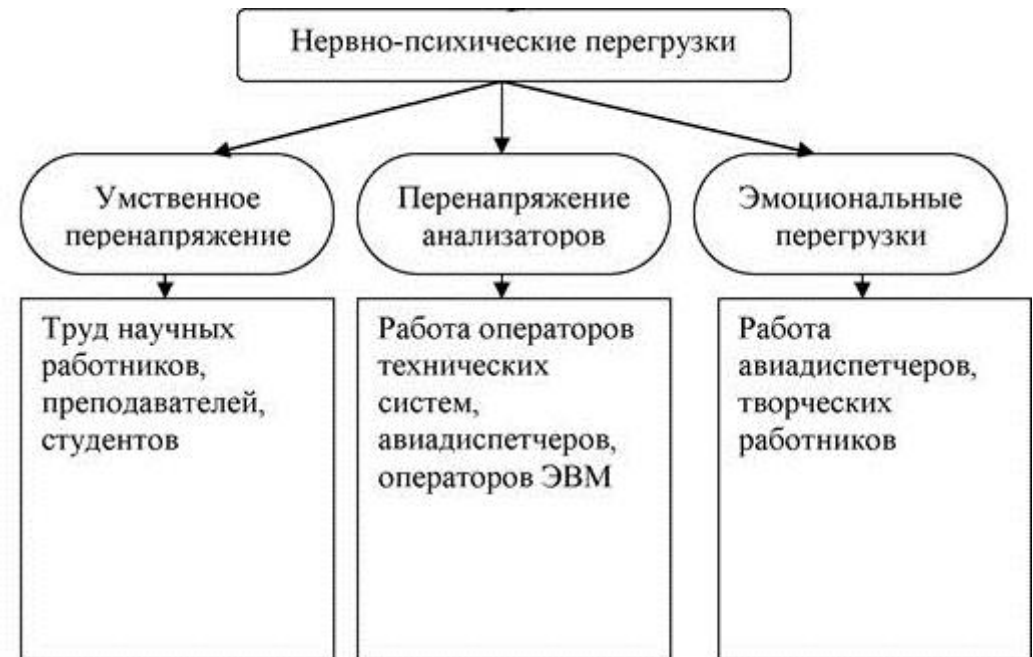 Нервно-психические перегрузки
Умственное
перенапряжение
Перенапряжение
анализаторов
Эмоциональные
перегрузки
Труд научных
работников,
преподавателей,
студентов
Работа операторов
технических
систем,
авиадиспетчеров,
операторов ЭВМ
Работа
авиадиспетчеров,
творческих
работников